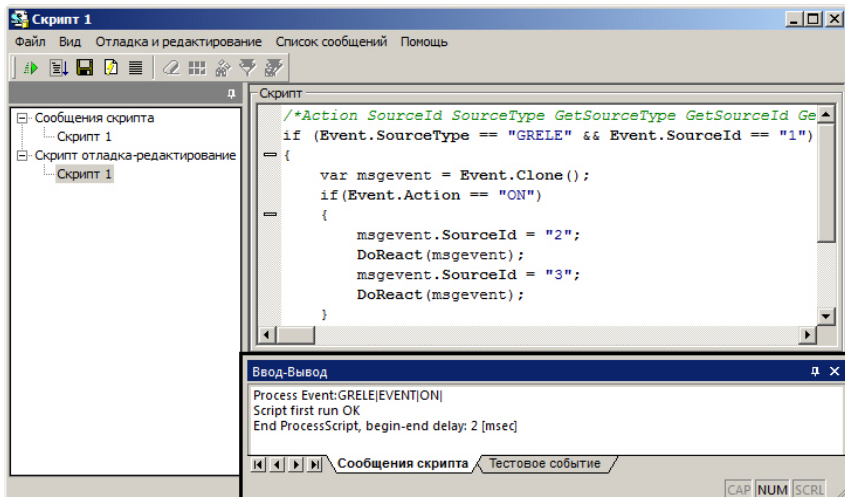 Скрипт 1
Файл Вид Отладка и редактирование Список сообщений Помощь
Сообщения скрипта
Скрипт 1
Скрипт отладка-редактирование
Скрипт 1
Скрипт
/*Action SourceId SourceType GetSourceType GetSourceId Ge
if (Event.SourceType == "GRELE" && Event.SourceId == "1")
{
var msgevent = Event.Clone();
if(Event.Action == "ON")
{
msgevent.SourceId = "2";
DoReact(msgevent);
msgevent.SourceId = "3";
DoReact(msgevent);
}
Ввод-Вывод
Process Event:GRELE|EVENT|ON|
Script first run OK
End ProcessScript, begin-end delay: 2 [msec]
Сообщения скрипта Тестовое событие
CAP NUM SCRL